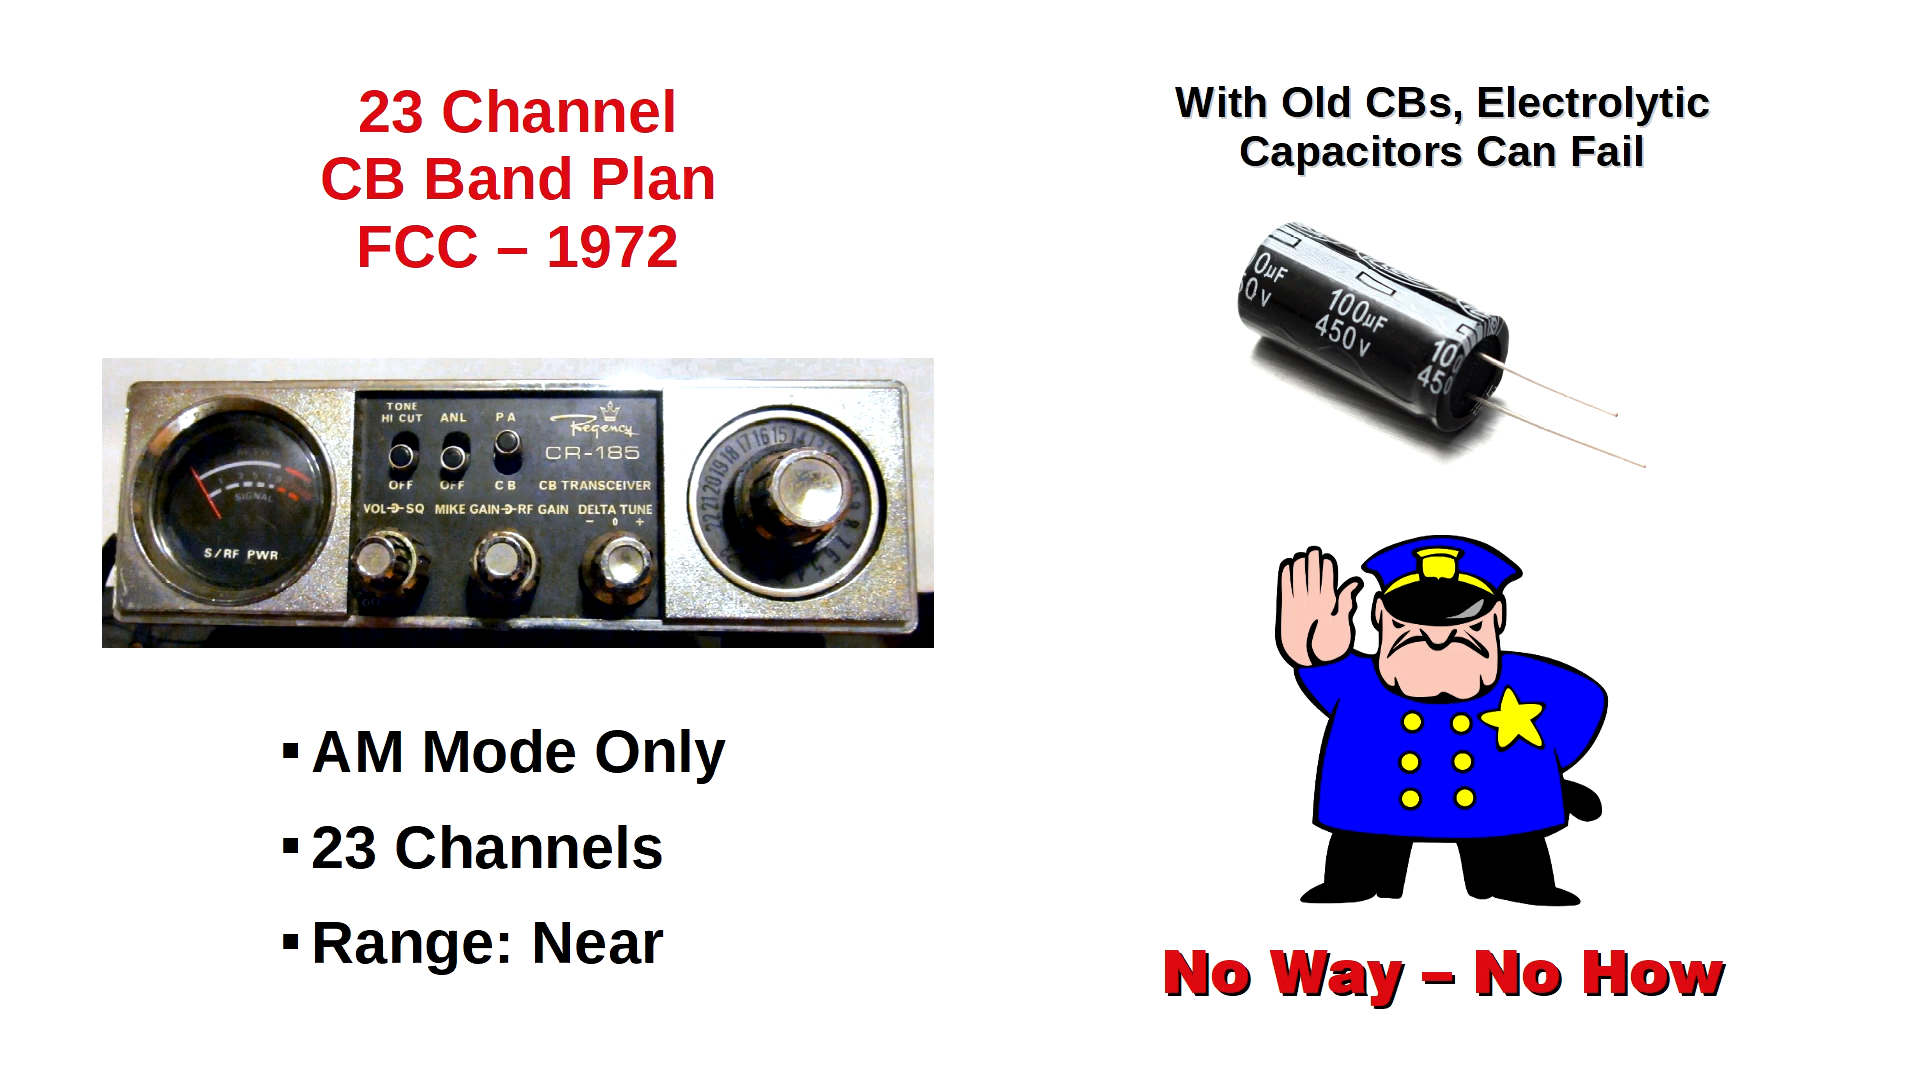 23 Channel
CB Band Plan
FCC – 1972
TONE
HI CUT ANL PA
Regency
CR-185
OFF OFF CB CB TRANSCEIVER
VOL SQ MIKE GAIN RF GAIN DELTA TUNE
− 0 +
SIGNAL
S/RF PWR
▪ AM Mode Only
▪ 23 Channels
▪ Range: Near
With Old CBs, Electrolytic
Capacitors Can Fail
0µF
100µF
450V
No Way – No How